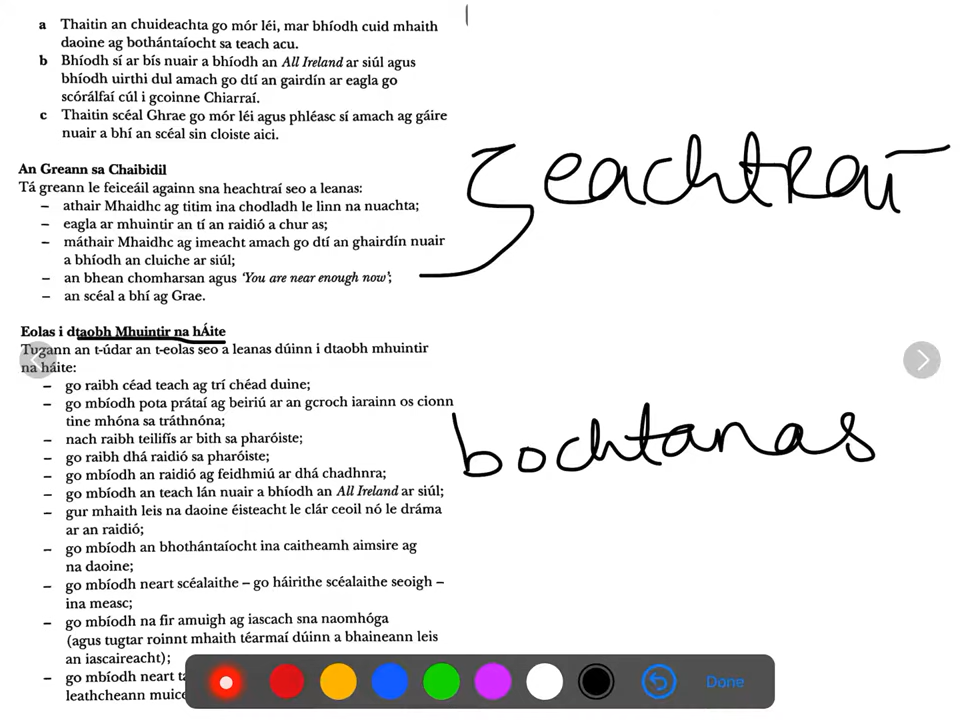 a Thaitin an chuideachta go mór léi, mar bhíodh cuid mhaith
daoine ag bothántaíocht sa teach acu.
b Bhíodh sí ar bís nuair a bhíodh an All Ireland ar siúl agus
bhíodh uirthi dul amach go dtí an gairdín ar eagla go
scórálfaí cúl i gcoinne Chiarraí.
c Thaitin scéal Ghrae go mór léi agus phléasc sí amach ag gáire
nuair a bhí an scéal sin cloiste aici.
An Greann sa Chaibidil
Tá greann le feiceáil againn sna heachtraí seo a leanas:
– athair Mhaidhc ag titim ina chodladh le linn na nuachta;
– eagla ar mhuintir an tí an raidió a chur as;
– máthair Mhaidhc ag imeacht amach go dtí an ghairdín nuair
a bhíodh an cluiche ar siúl;
– an bhean chomharsan agus 'You are near enough now';
– an scéal a bhí ag Grae.
eachtraí
Eolas i dtaobh Mhuintir na hÁite
Tugann an t-údar an t-eolas seo a leanas dúinn i dtaobh mhuintir
na háite:
– go raibh céad teach ag trí chéad duine;
– go mbíodh pota prátaí ag beiriú ar an gcroch iarainn os cionn
tine mhóna sa tráthnóna;
– nach raibh teilifís ar bith sa pharóiste;
– go raibh dhá raidió sa pharóiste;
– go mbíodh an raidió ag feidhmiú ar dhá chadhnra;
– go mbíodh an teach lán nuair a bhíodh an All Ireland ar siúl;
– gur mhaith leis na daoine éisteacht le clár ceoil nó le dráma
ar an raidió;
– go mbíodh an bhothántaíocht ina caitheamh aimsire ag
na daoine;
– go mbíodh neart scéalaithe – go háirithe scéalaithe seoigh –
ina measc;
– go mbíodh na fir amuigh ag iascach sna naomhóga
(agus tugtar roinnt mhaith téarmaí dúinn a bhaineann leis
an iascaireacht);
– go mbíodh neart
leathcheann
bochtanas
Done